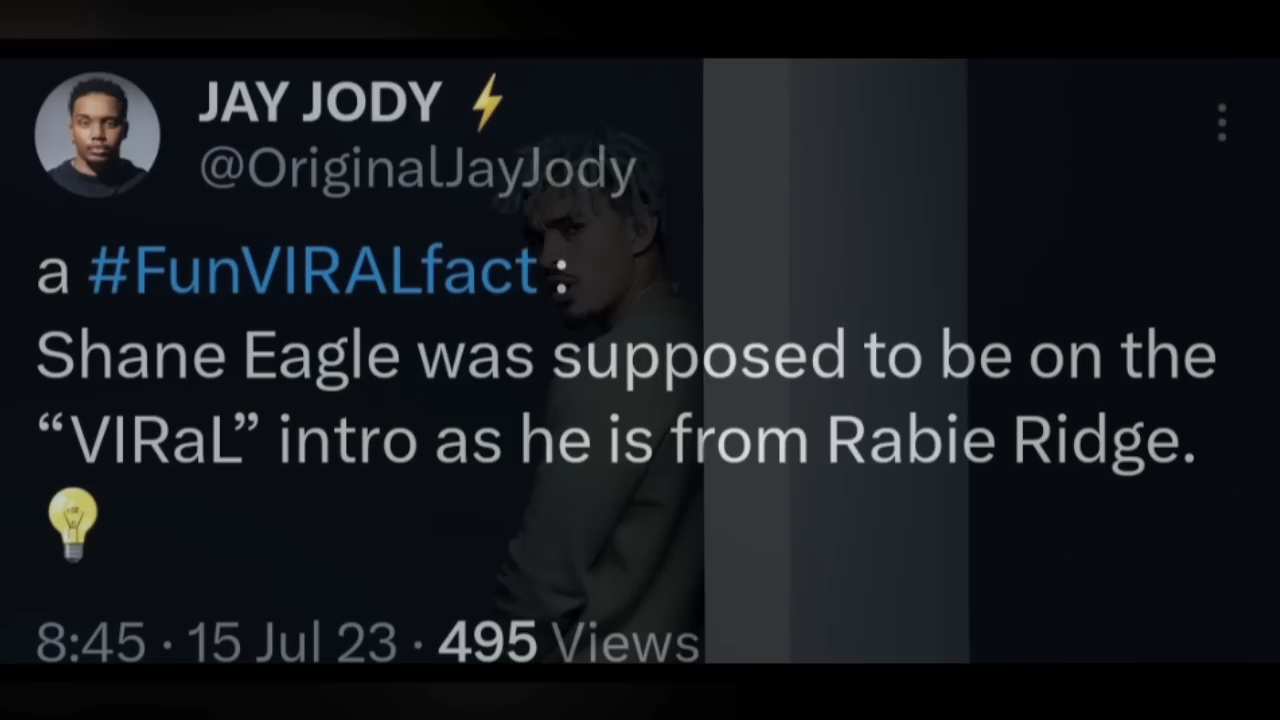 JAY JODY ⚡
@OriginalJayJody
a #FunVIRALfact :
Shane Eagle was supposed to be on the
“VIRaL” intro as he is from Rabie Ridge.
💡
8:45 · 15 Jul 23 · 495 Views